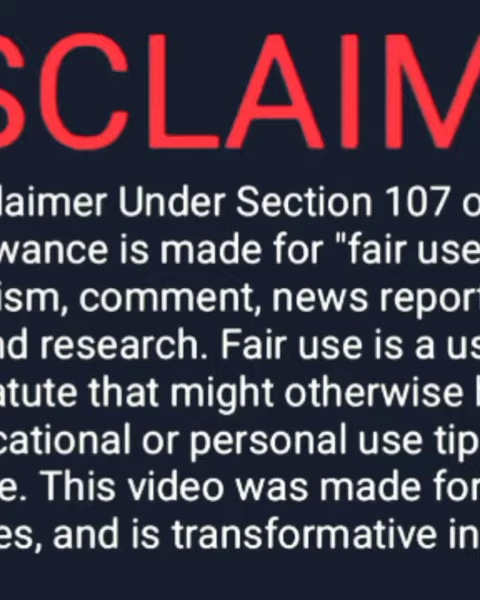 SCLAIM
laimer Under Section 107 o
wance is made for "fair use
ism, comment, news report
nd research. Fair use is a us
atute that might otherwise b
cational or personal use tip
e. This video was made for
es, and is transformative in